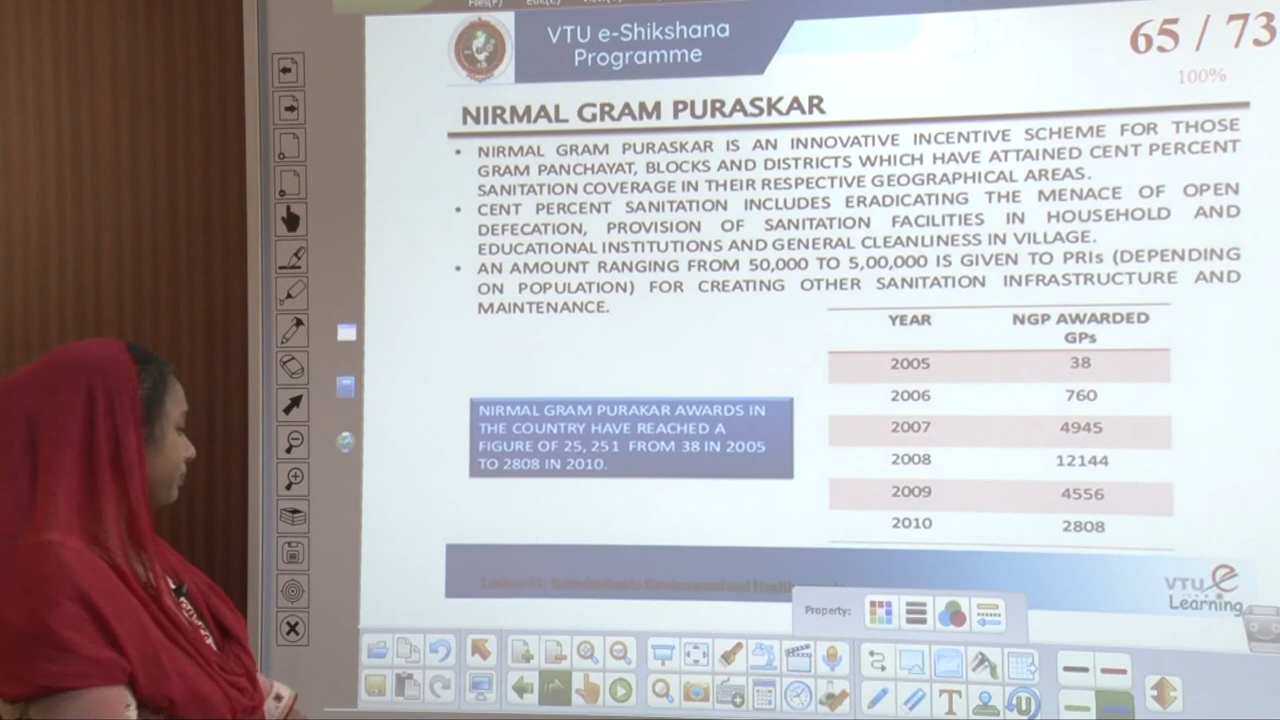 VTU e-Shikshana
Programme
65 / 73
100%
NIRMAL GRAM PURASKAR
• NIRMAL GRAM PURASKAR IS AN INNOVATIVE INCENTIVE SCHEME FOR THOSE
GRAM PANCHAYAT, BLOCKS AND DISTRICTS WHICH HAVE ATTAINED CENT PERCENT
SANITATION COVERAGE IN THEIR RESPECTIVE GEOGRAPHICAL AREAS.
• CENT PERCENT SANITATION INCLUDES ERADICATING THE MENACE OF OPEN
DEFECATION, PROVISION OF SANITATION FACILITIES IN HOUSEHOLD AND
EDUCATIONAL INSTITUTIONS AND GENERAL CLEANLINESS IN VILLAGE.
• AN AMOUNT RANGING FROM 50,000 TO 5,00,000 IS GIVEN TO PRIs (DEPENDING
ON POPULATION) FOR CREATING OTHER SANITATION INFRASTRUCTURE AND
MAINTENANCE.
YEAR NGP AWARDED
GPs
2005 38
2006 760
2007 4945
2008 12144
2009 4556
2010 2808
NIRMAL GRAM PURAKAR AWARDS IN
THE COUNTRY HAVE REACHED A
FIGURE OF 25, 251 FROM 38 IN 2005
TO 2808 IN 2010.
VTU e
Learning
Property: